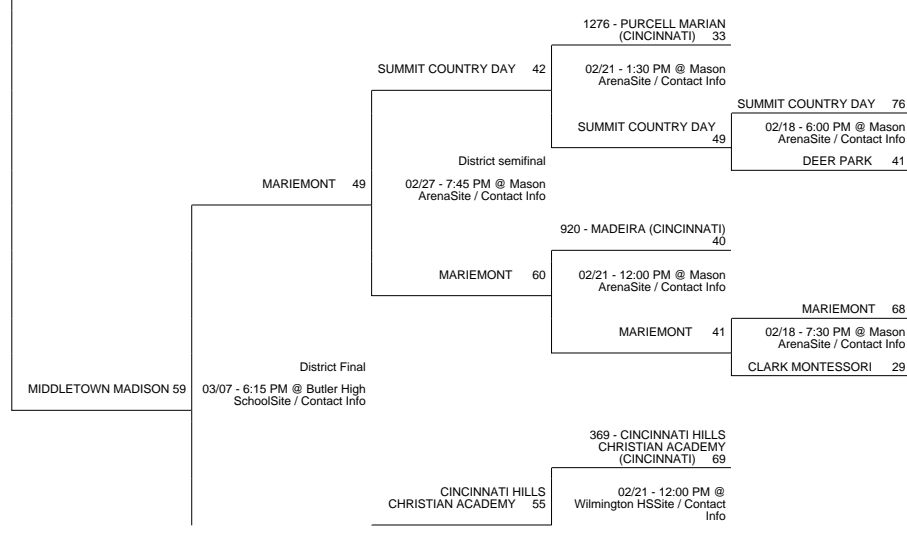 1276 - PURCELL MARIAN
(CINCINNATI) 33
SUMMIT COUNTRY DAY 42
02/21 - 1:30 PM @ Mason
ArenaSite / Contact Info
SUMMIT COUNTRY DAY 76
SUMMIT COUNTRY DAY
49
02/18 - 6:00 PM @ Mason
ArenaSite / Contact Info
DEER PARK 41
District semifinal
MARIEMONT 49
02/27 - 7:45 PM @ Mason
ArenaSite / Contact Info
920 - MADEIRA (CINCINNATI)
40
MARIEMONT 60
02/21 - 12:00 PM @ Mason
ArenaSite / Contact Info
MARIEMONT 68
MARIEMONT 41
02/18 - 7:30 PM @ Mason
ArenaSite / Contact Info
CLARK MONTESSORI 29
District Final
MIDDLETOWN MADISON 59
03/07 - 6:15 PM @ Butler High
SchoolSite / Contact Info
369 - CINCINNATI HILLS
CHRISTIAN ACADEMY
(CINCINNATI) 69
CINCINNATI HILLS
CHRISTIAN ACADEMY 55
02/21 - 12:00 PM @
Wilmington HSSite / Contact
Info